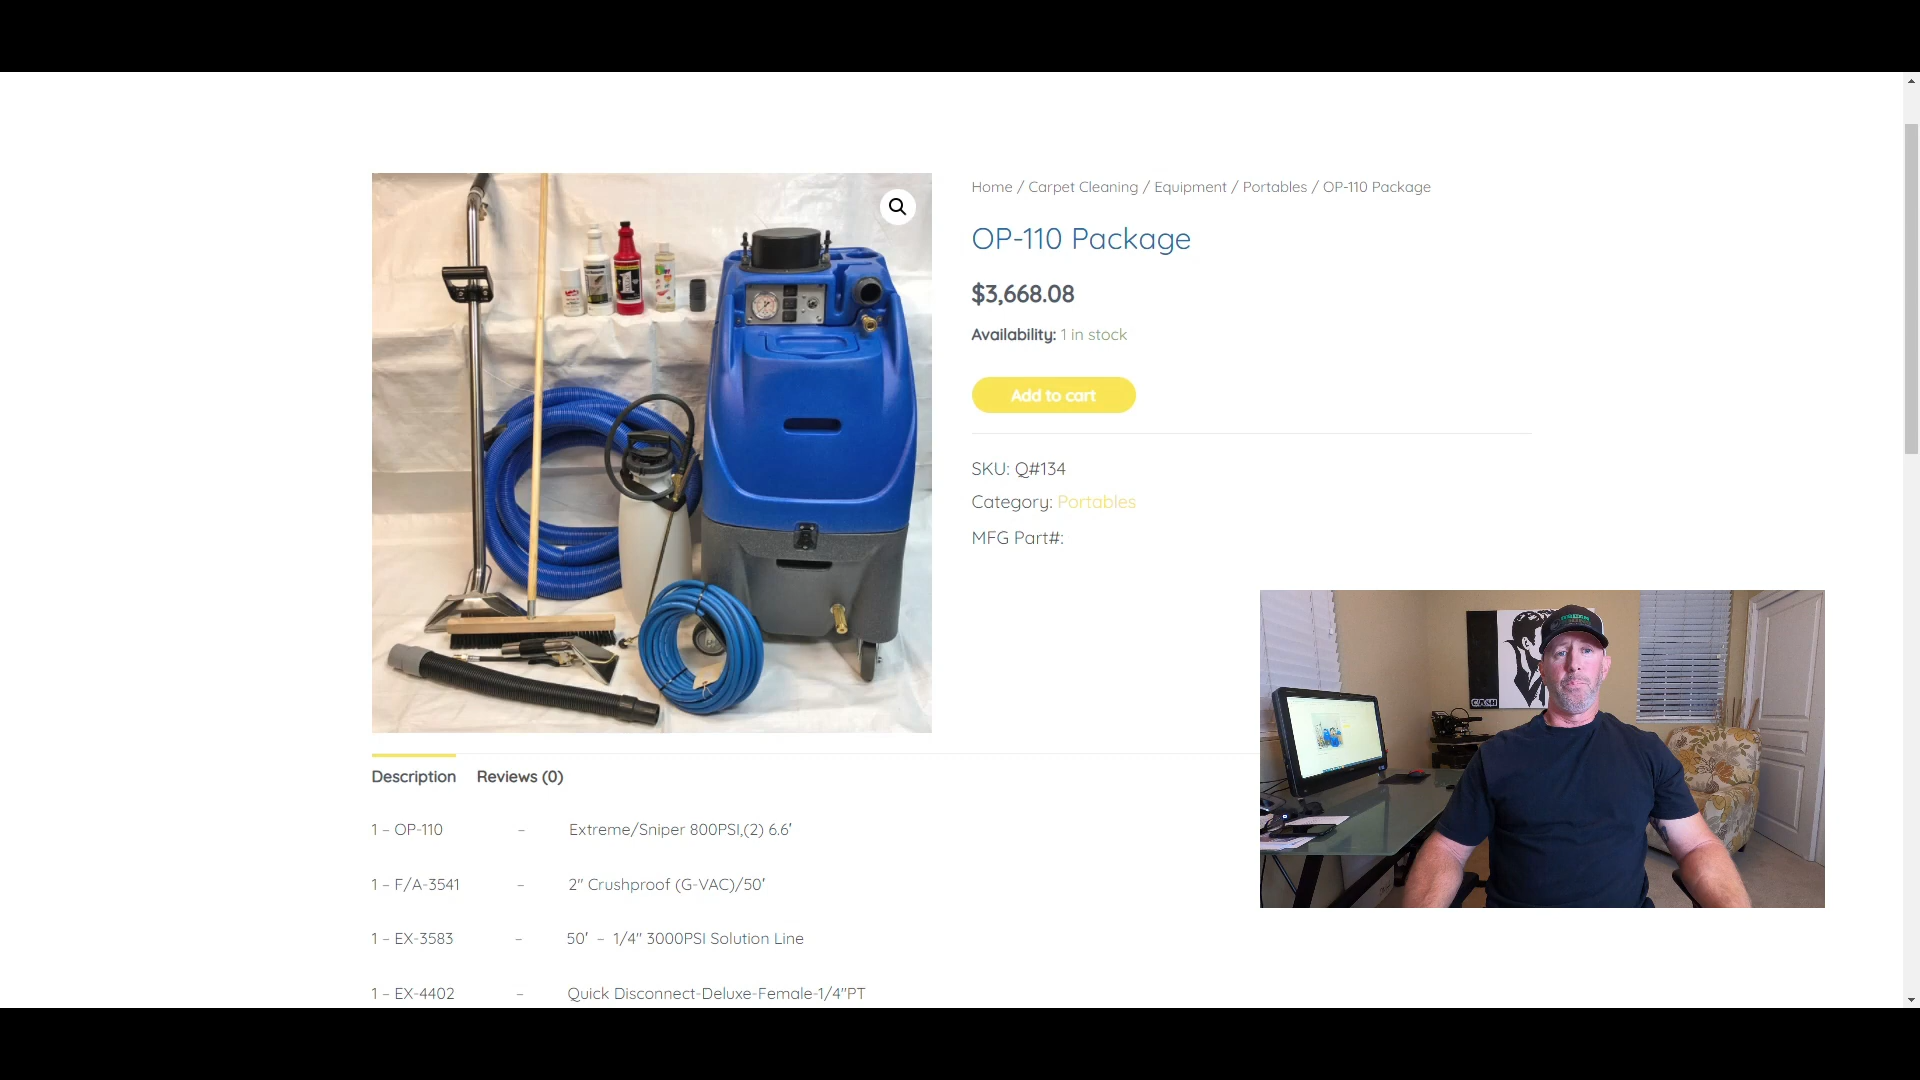 Home / Carpet Cleaning / Equipment / Portables / OP-110 Package
OP-110 Package
$3,668.08
Availability: 1 in stock
Add to cart
SKU: Q#134
Category: Portables
MFG Part#:
CASH
Description
Reviews (0)
1 – OP-110 – Extreme/Sniper 800PSI,(2) 6.6′
1 – F/A-3541 – 2″ Crushproof (G-VAC)/50′
1 – EX-3583 – 50′ – 1/4″ 3000PSI Solution Line
1 – EX-4402 – Quick Disconnect-Deluxe-Female-1/4″PT